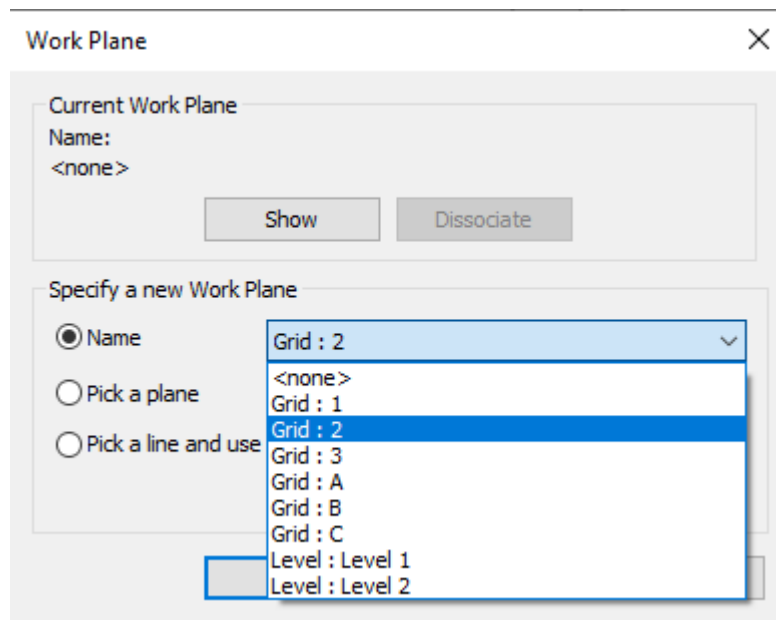 Work Plane
Current Work Plane
Name:
<none>
Show Dissociate
Specify a new Work Plane
Name Grid : 2
<none>
Pick a plane
Grid : 1
Grid : 2
Pick a line and use
Grid : 3
Grid : A
Grid : B
Grid : C
Level : Level 1
Level : Level 2